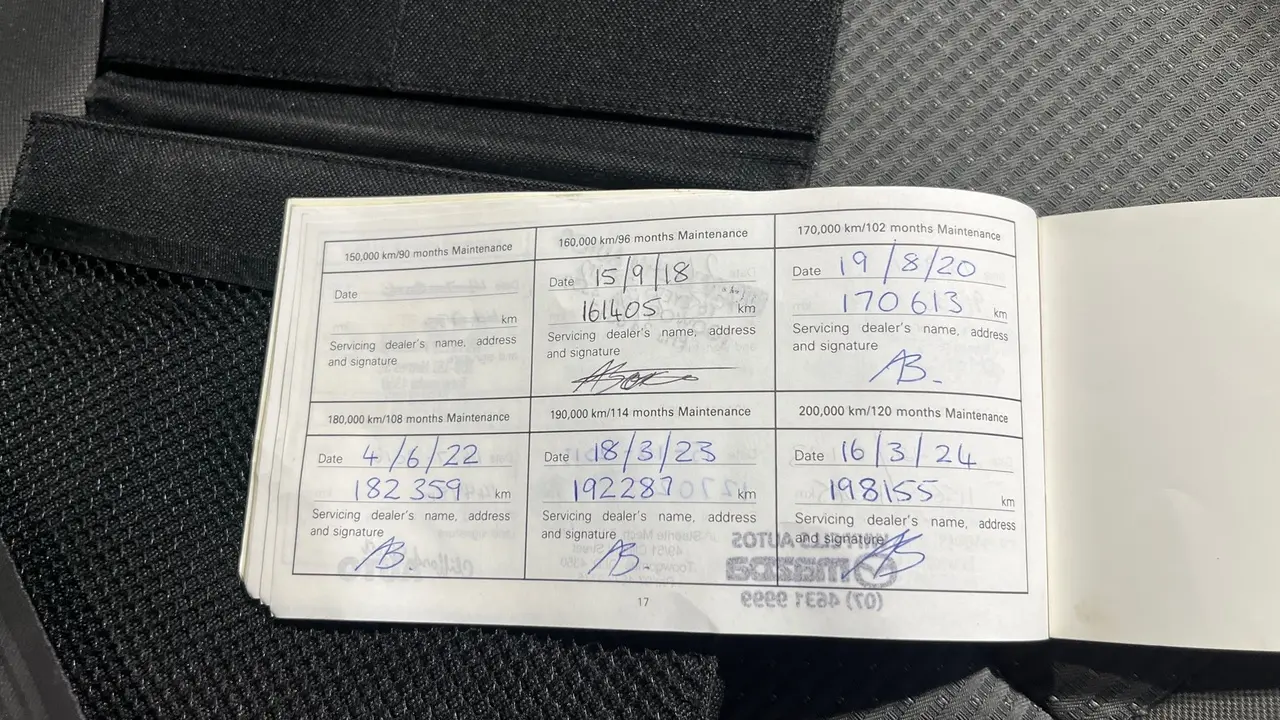 150,000 km/90 months Maintenance
Date
km
Servicing dealer's name, address
and signature
160,000 km/96 months Maintenance
Date 15/9/18
161405 km
Servicing dealer's name, address
and signature
170,000 km/102 months Maintenance
Date 19/8/20
170613 km
Servicing dealer's name, address
and signature
AB
180,000 km/108 months Maintenance
Date 4/6/22
182359 km
Servicing dealer's name, address
and signature
AB
190,000 km/114 months Maintenance
Date 18/3/23
192287 km
Servicing dealer's name, address
and signature
AB
200,000 km/120 months Maintenance
Date 16/3/24
198155 km
Servicing dealer's name, address
and signature
AB
AUTOS
mazda
(07) 4631 9999
17